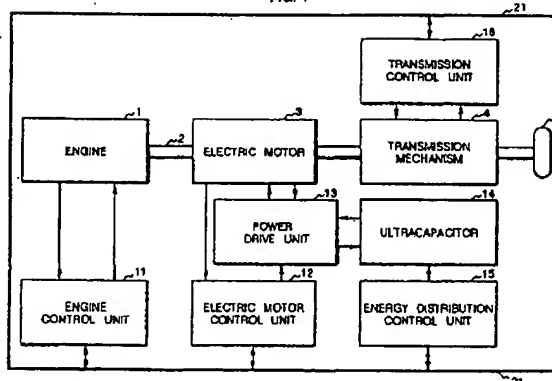 21
16
TRANSMISSION
CONTROL UNIT
1
2
3
4
ENGINE
ELECTRIC MOTOR
TRANSMISSION
MECHANISM
13
14
POWER
DRIVE UNIT
ULTRACAPACITOR
11
12
15
ENGINE
CONTROL UNIT
ELECTRIC MOTOR
CONTROL UNIT
ENERGY DISTRIBUTION
CONTROL UNIT